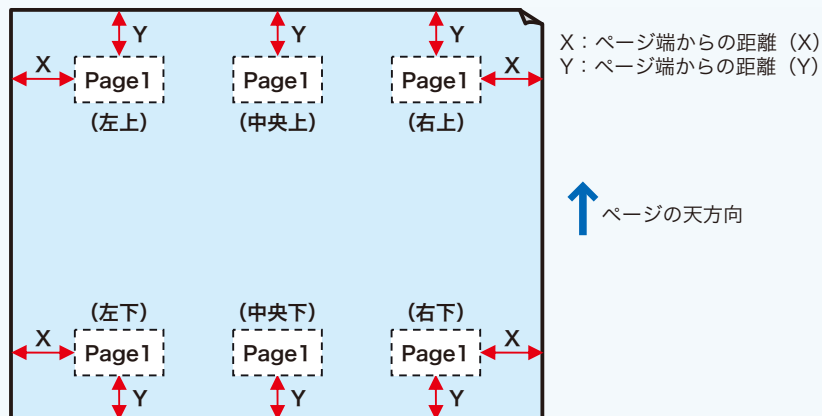 Y Y Y
X X
Page1 Page1 Page1
(左上) (中央上) (右上)
X：ページ端からの距離（X）
Y：ページ端からの距離（Y）
ページの天方向
(左下) (中央下) (右下)
X X
Page1 Page1 Page1
Y Y Y